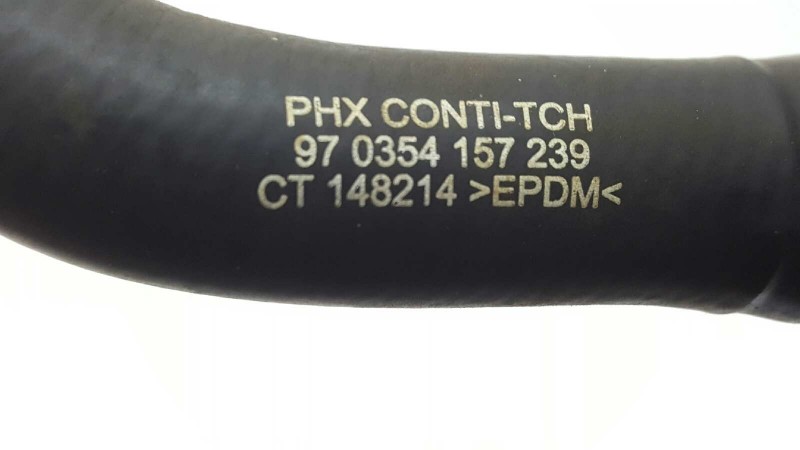 PHX CONTI-TCH
97 0354 157 239
CT 148214 >EPDM<